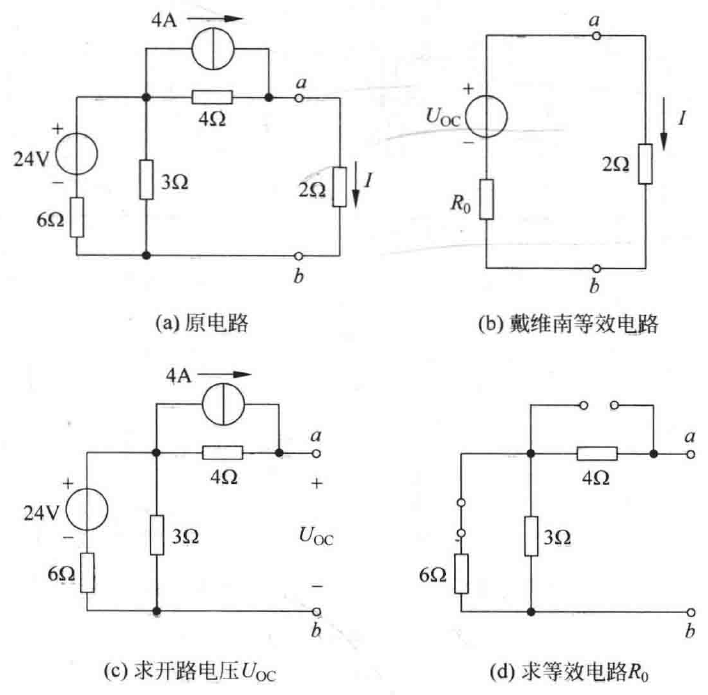 4A
a
4Ω
+
24V
−
3Ω
6Ω
2Ω
I
b
(a) 原电路
a
+
U_OC
−
I
2Ω
R_0
b
(b) 戴维南等效电路
4A
a
4Ω
+
+
24V
−
3Ω
U_OC
6Ω
−
b
(c) 求开路电压U_OC
a
4Ω
3Ω
6Ω
b
(d) 求等效电路R_0